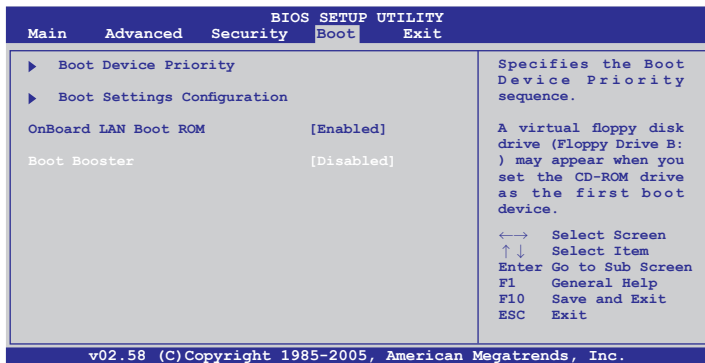 BIOS SETUP UTILITY
Main Advanced Security Boot Exit
Boot Device Priority
Boot Settings Configuration
OnBoard LAN Boot ROM [Enabled]
Boot Booster [Disabled]
Specifies the Boot
Device Priority
sequence.
A virtual floppy disk
drive (Floppy Drive B:
) may appear when you
set the CD-ROM drive
as the first boot
device.
←→ Select Screen
↑↓ Select Item
Enter Go to Sub Screen
F1 General Help
F10 Save and Exit
ESC Exit
v02.58 (C)Copyright 1985-2005, American Megatrends, Inc.